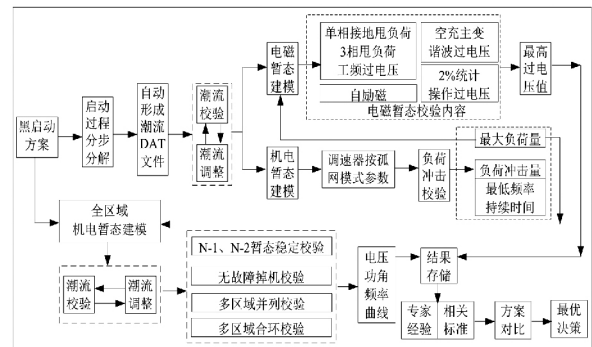 黑启动
方案
启动
过程
分步
分解
自动
形成
潮流
DAT
文件
潮流
校验
潮流
调整
电磁
暂态
建模
单相接地甩负荷
3相甩负荷
工频过电压
自励磁
空充主变
谐波过电压
2%统计
操作过电压
电磁暂态校验内容
最高
过电
压值
机电
暂态
建模
调速器按孤
网模式参数
负荷
冲击
校验
最大负荷量
负荷冲击量
最低频率
持续时间
全区域
机电暂态建模
潮流
校验
潮流
调整
N-1、N-2暂态稳定校验
无故障掉机校验
多区域并列校验
多区域合环校验
电压
功角
频率
曲线
结果
存储
专家
经验
相关
标准
方案
对比
最优
决策